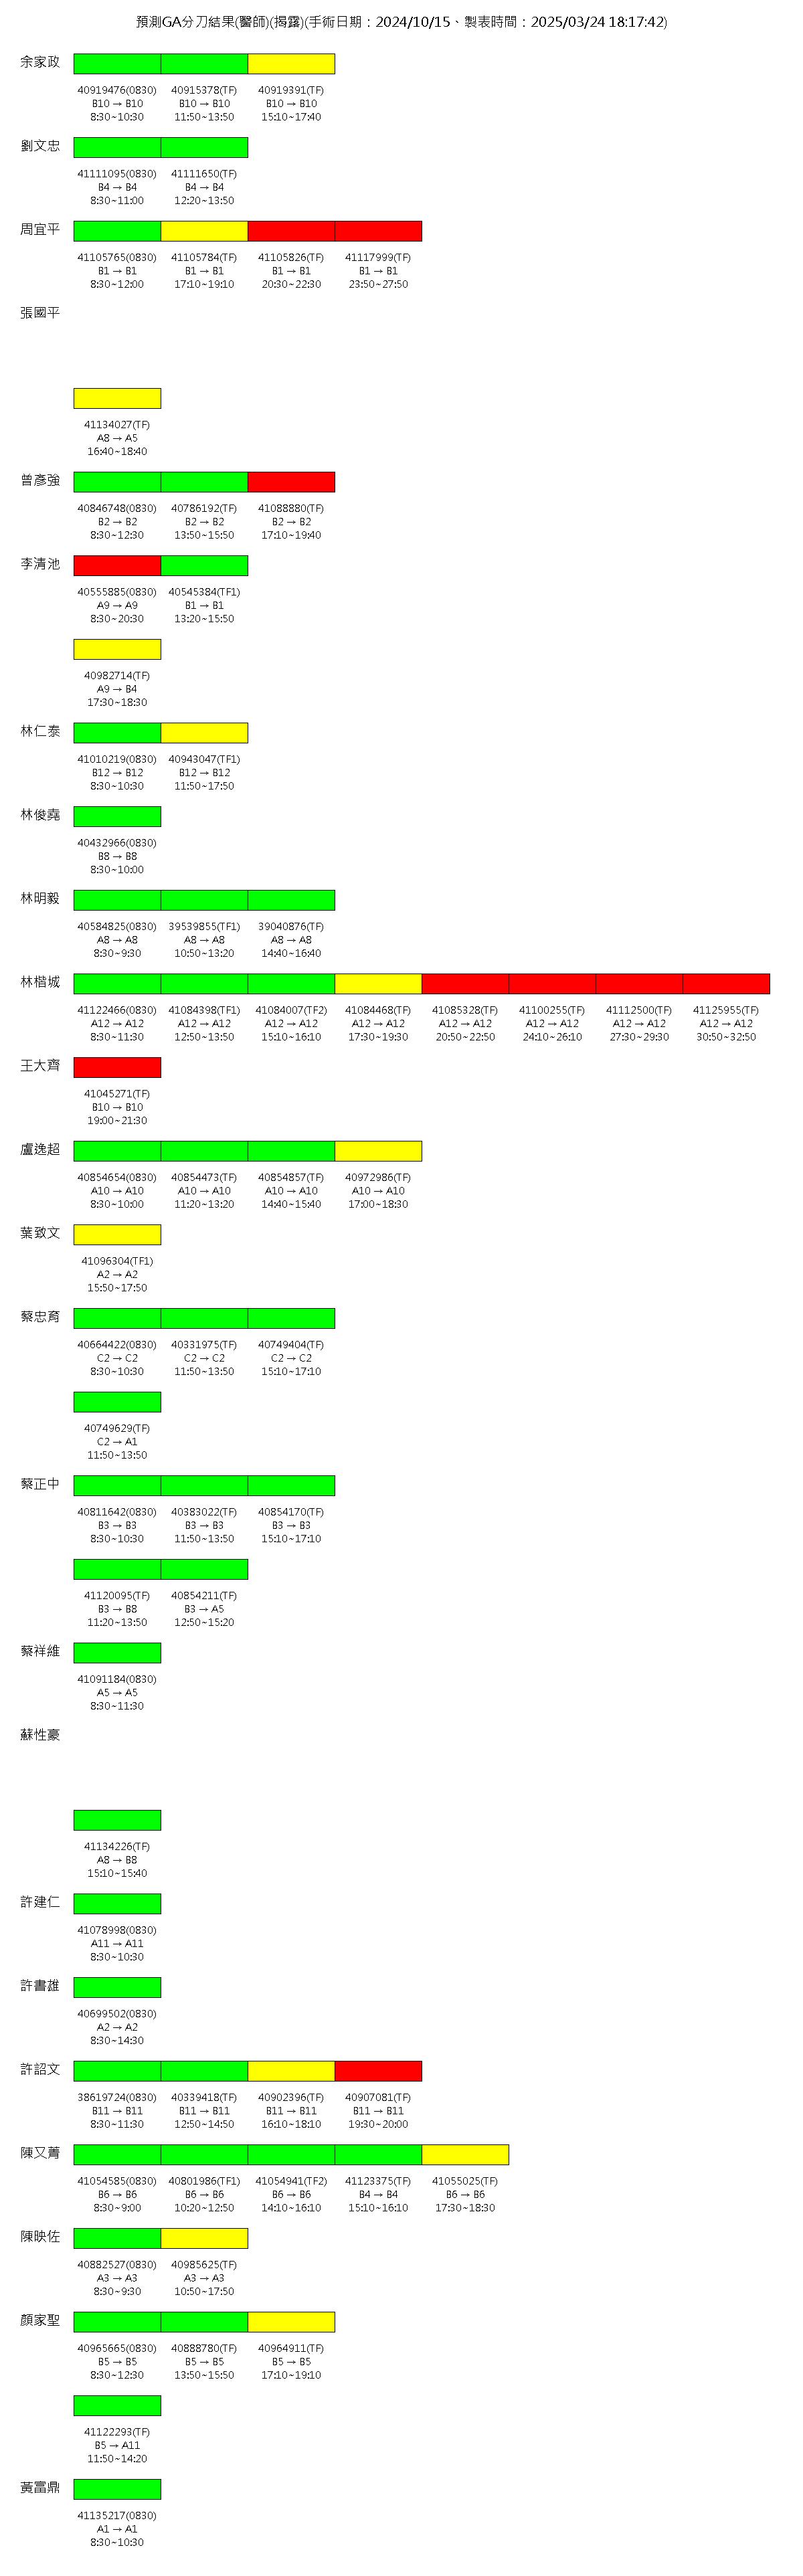 預測GA分刀結果(醫師)(揭露)(手術日期：2024/10/15、製表時間：2025/03/24 18:17:42)
余家政
40919476(0830) 40915378(TF) 40919391(TF)
B10 → B10 B10 → B10 B10 → B10
8:30~10:30 11:50~13:50 15:10~17:40
劉文忠
41111095(0830) 41111650(TF)
B4 → B4 B4 → B4
8:30~11:00 12:20~13:50
周宜平
41105765(0830) 41105784(TF) 41105826(TF) 41117999(TF)
B1 → B1 B1 → B1 B1 → B1 B1 → B1
8:30~12:00 17:10~19:10 20:30~22:30 23:50~27:50
張國平
41134027(TF)
A8 → A5
16:40~18:40
曾彥強
40846748(0830) 40786192(TF) 41088880(TF)
B2 → B2 B2 → B2 B2 → B2
8:30~12:30 13:50~15:50 17:10~19:40
李清池
40555885(0830) 40545384(TF1)
A9 → A9 B1 → B1
8:30~20:30 13:20~15:50
40982714(TF)
A9 → B4
17:30~18:30
林仁泰
41010219(0830) 40943047(TF1)
B12 → B12 B12 → B12
8:30~10:30 11:50~17:50
林俊堯
40432966(0830)
B8 → B8
8:30~10:00
林明毅
40584825(0830) 39539855(TF1) 39040876(TF)
A8 → A8 A8 → A8 A8 → A8
8:30~9:30 10:50~13:20 14:40~16:40
林楷城
41122466(0830) 41084398(TF1) 41084007(TF2) 41084468(TF) 41085328(TF) 41100255(TF) 41112500(TF) 41125955(TF)
A12 → A12 A12 → A12 A12 → A12 A12 → A12 A12 → A12 A12 → A12 A12 → A12 A12 → A12
8:30~11:30 12:50~13:50 15:10~16:10 17:30~19:30 20:50~22:50 24:10~26:10 27:30~29:30 30:50~32:50
王大齊
41045271(TF)
B10 → B10
19:00~21:30
盧逸超
40854654(0830) 40854473(TF) 40854857(TF) 40972986(TF)
A10 → A10 A10 → A10 A10 → A10 A10 → A10
8:30~10:00 11:20~13:20 14:40~15:40 17:00~18:30
葉致文
41096304(TF1)
A2 → A2
15:50~17:50
蔡忠育
40664422(0830) 40331975(TF) 40749404(TF)
C2 → C2 C2 → C2 C2 → C2
8:30~10:30 11:50~13:50 15:10~17:10
40749629(TF)
C2 → A1
11:50~13:50
蔡正中
40811642(0830) 40383022(TF) 40854170(TF)
B3 → B3 B3 → B3 B3 → B3
8:30~10:30 11:50~13:50 15:10~17:10
41120095(TF) 40854211(TF)
B3 → B8 B3 → A5
11:20~13:50 12:50~15:20
蔡祥維
41091184(0830)
A5 → A5
8:30~11:30
蘇性豪
41134226(TF)
A8 → B8
15:10~15:40
許建仁
41078998(0830)
A11 → A11
8:30~10:30
許書雄
40699502(0830)
A2 → A2
8:30~14:30
許詔文
38619724(0830) 40339418(TF) 40902396(TF) 40907081(TF)
B11 → B11 B11 → B11 B11 → B11 B11 → B11
8:30~11:30 12:50~14:50 16:10~18:10 19:30~20:00
陳又菁
41054585(0830) 40801986(TF1) 41054941(TF2) 41123375(TF) 41055025(TF)
B6 → B6 B6 → B6 B6 → B6 B4 → B4 B6 → B6
8:30~9:00 10:20~12:50 14:10~16:10 15:10~16:10 17:30~18:30
陳映佐
40882527(0830) 40985625(TF)
A3 → A3 A3 → A3
8:30~9:30 10:50~17:50
顏家聖
40965665(0830) 40888780(TF) 40964911(TF)
B5 → B5 B5 → B5 B5 → B5
8:30~12:30 13:50~15:50 17:10~19:10
41122293(TF)
B5 → A11
11:50~14:20
黃富鼎
41135217(0830)
A1 → A1
8:30~10:30